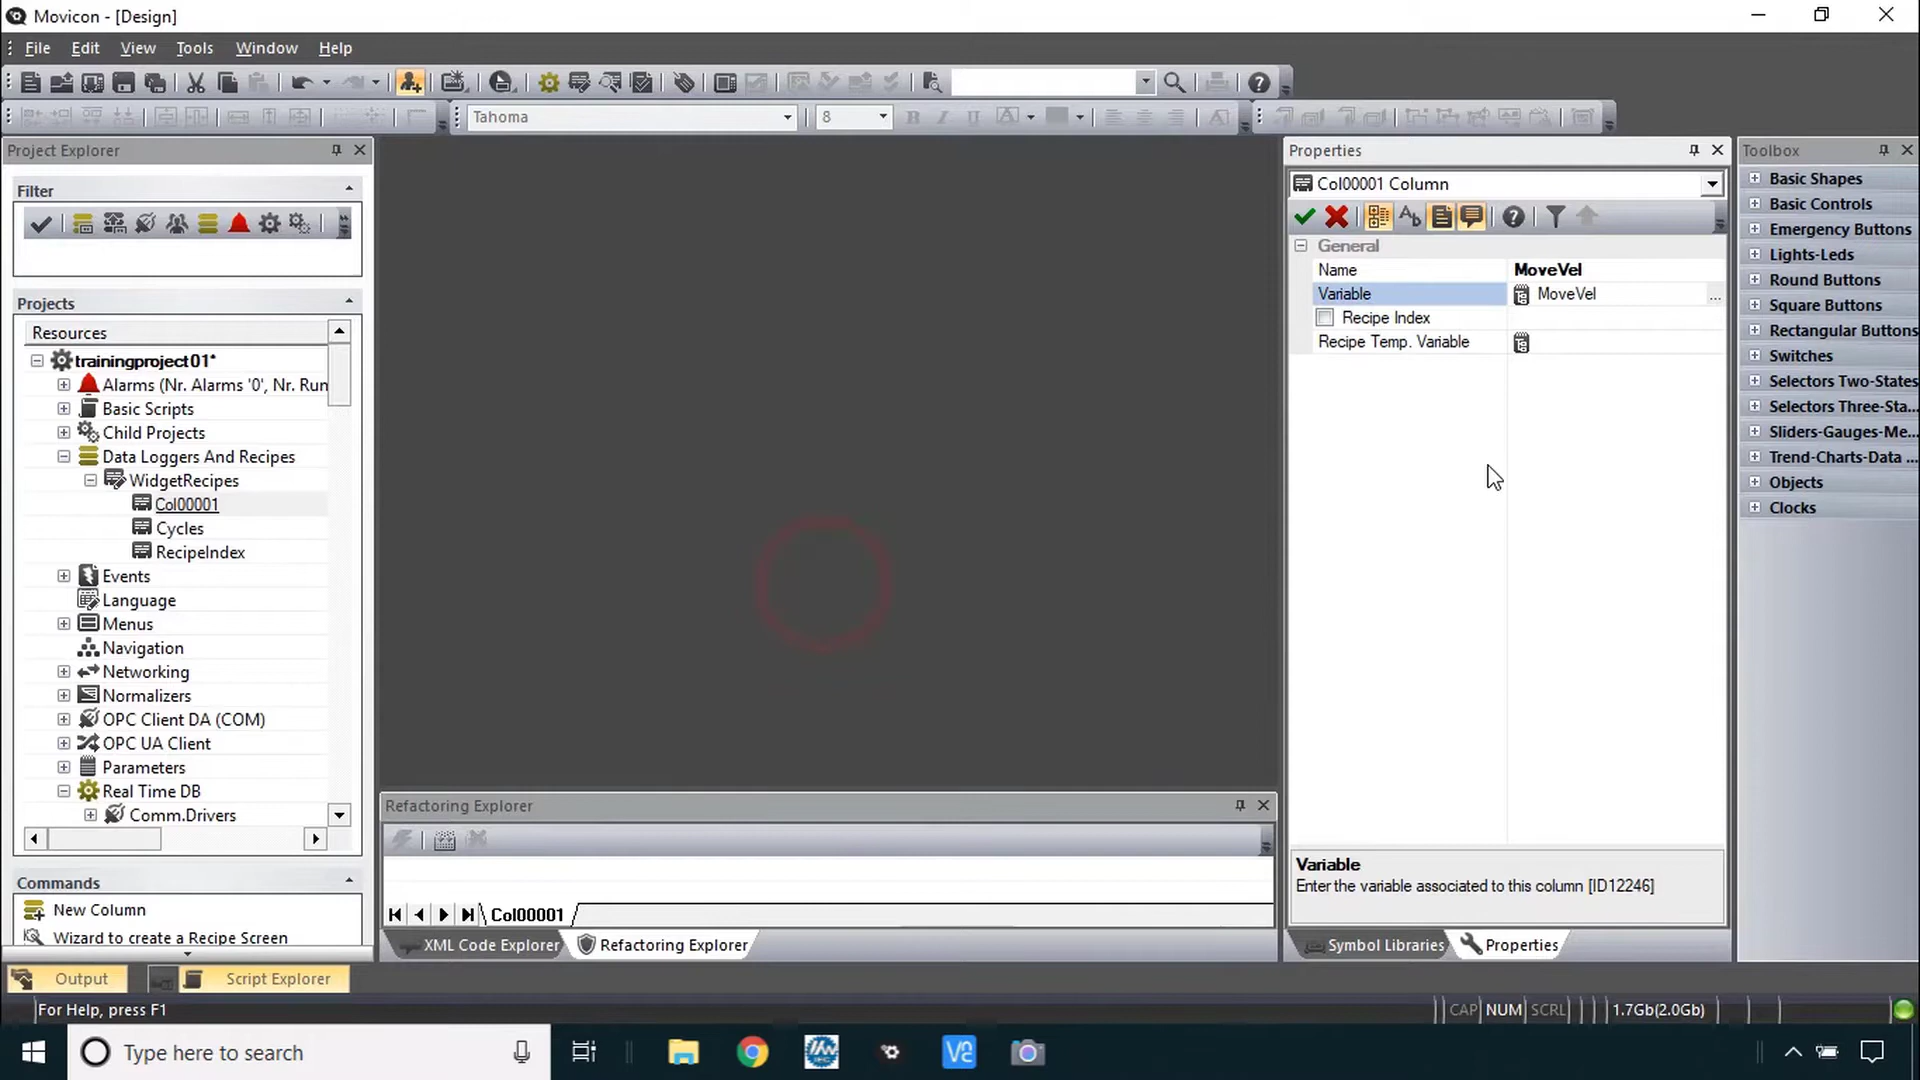 Movicon - [Design]
File Edit View Tools Window Help
Tahoma 8
Project Explorer
Filter
Projects
Resources
trainingproject01*
Alarms (Nr. Alarms '0', Nr. Run
Basic Scripts
Child Projects
Data Loggers And Recipes
WidgetRecipes
Col00001
Cycles
RecipeIndex
Events
Language
Menus
Navigation
Networking
Normalizers
OPC Client DA (COM)
OPC UA Client
Parameters
Real Time DB
Comm.Drivers
Commands
New Column
Wizard to create a Recipe Screen
Output Script Explorer
Refactoring Explorer
Col00001
XML Code Explorer Refactoring Explorer
Properties
Col00001 Column
General
Name MoveVel
Variable MoveVel ...
Recipe Index
Recipe Temp. Variable
Variable
Enter the variable associated to this column [ID12246]
Symbol Libraries Properties
Toolbox
Basic Shapes
Basic Controls
Emergency Buttons
Lights-Leds
Round Buttons
Square Buttons
Rectangular Buttons
Switches
Selectors Two-States
Selectors Three-Sta...
Sliders-Gauges-Me...
Trend-Charts-Data ...
Objects
Clocks
For Help, press F1 CAP NUM SCRL 1.7Gb(2.0Gb)
Type here to search